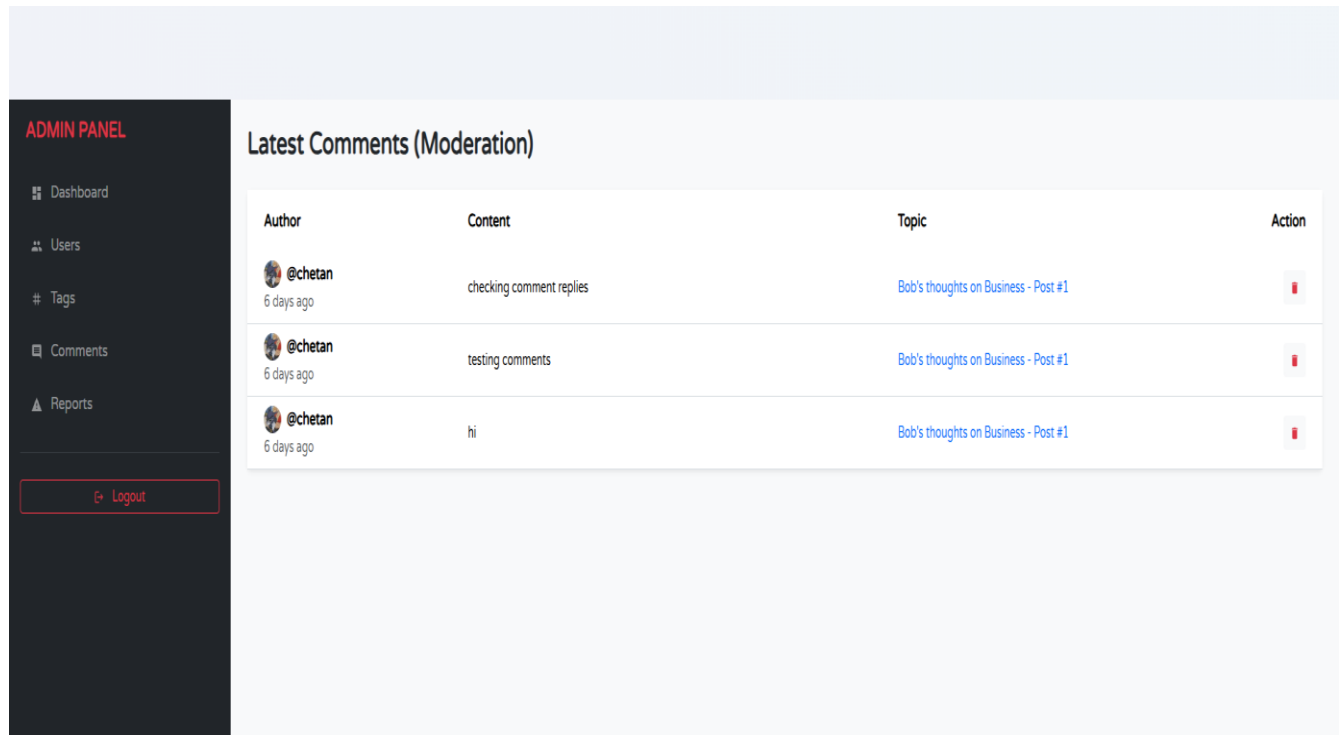 ADMIN PANEL
Dashboard
Users
# Tags
Comments
Reports
Logout
Latest Comments (Moderation)
Author Content Topic Action
@chetan
6 days ago
checking comment replies
Bob's thoughts on Business - Post #1
@chetan
6 days ago
testing comments
Bob's thoughts on Business - Post #1
@chetan
6 days ago
hi
Bob's thoughts on Business - Post #1